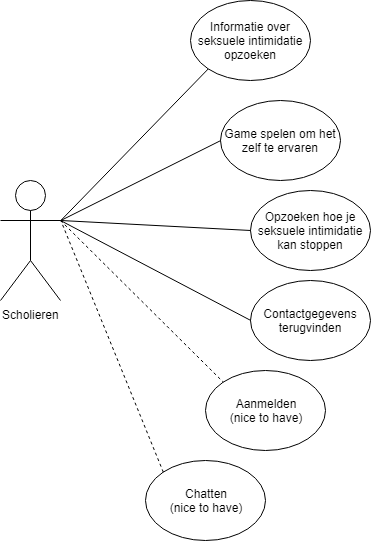 Informatie over
seksuele intimidatie
opzoeken
Game spelen om het
zelf te ervaren
Opzoeken hoe je
seksuele intimidatie
kan stoppen
Scholieren
Contactgegevens
terugvinden
Aanmelden
(nice to have)
Chatten
(nice to have)